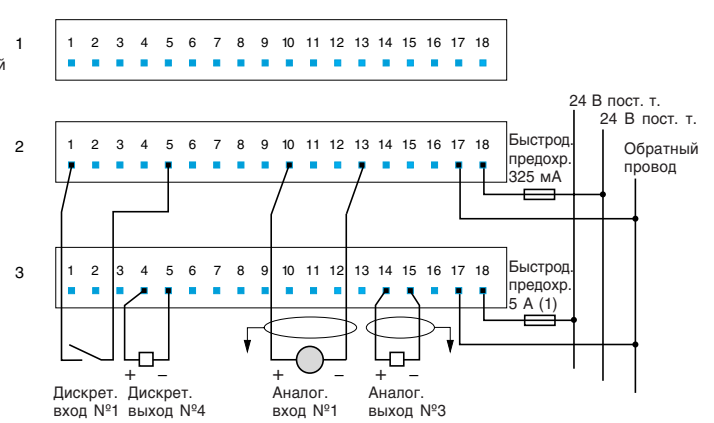 1
й
1 2 3 4 5 6 7 8 9 10 11 12 13 14 15 16 17 18
24 В пост. т.
24 В пост. т.
2
1 2 3 4 5 6 7 8 9 10 11 12 13 14 15 16 17 18
Быстрод.
предохр.
325 мА
Обратный
провод
3
1 2 3 4 5 6 7 8 9 10 11 12 13 14 15 16 17 18
Быстрод.
предохр.
5 А (1)
+ – + – + –
Дискрет.
вход №1
Дискрет.
выход №4
Аналог.
вход №1
Аналог.
выход №3